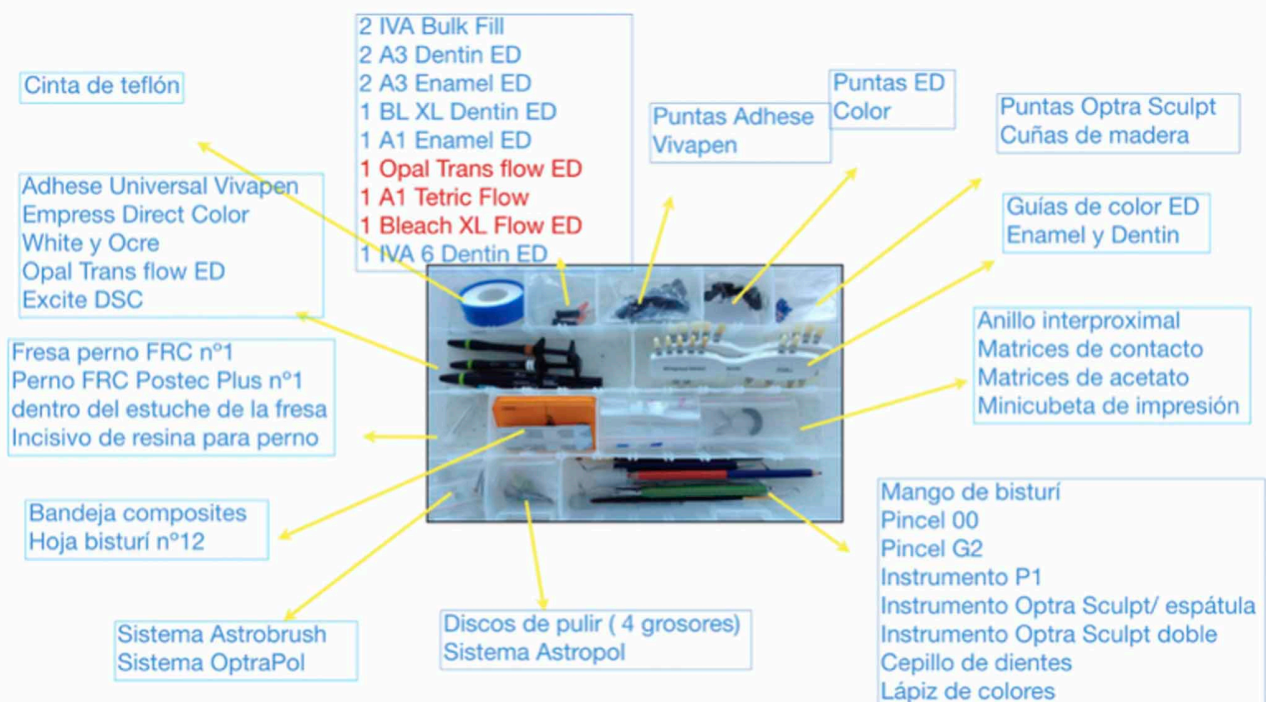 2 IVA Bulk Fill
2 A3 Dentin ED
2 A3 Enamel ED
1 BL XL Dentin ED
1 A1 Enamel ED
1 Opal Trans flow ED
1 A1 Tetric Flow
1 Bleach XL Flow ED
1 IVA 6 Dentin ED
Cinta de teflón
Puntas Adhese
Vivapen
Puntas ED
Color
Puntas Optra Sculpt
Cuñas de madera
Adhese Universal Vivapen
Empress Direct Color
White y Ocre
Opal Trans flow ED
Excite DSC
Guías de color ED
Enamel y Dentin
Fresa perno FRC nº1
Perno FRC Postec Plus nº1
dentro del estuche de la fresa
Incisivo de resina para perno
Anillo interproximal
Matrices de contacto
Matrices de acetato
Minicubeta de impresión
Bandeja composites
Hoja bisturí nº12
Mango de bisturí
Pincel 00
Pincel G2
Instrumento P1
Instrumento Optra Sculpt/ espátula
Instrumento Optra Sculpt doble
Cepillo de dientes
Lápiz de colores
Sistema Astrobrush
Sistema OptraPol
Discos de pulir ( 4 grosores)
Sistema Astropol